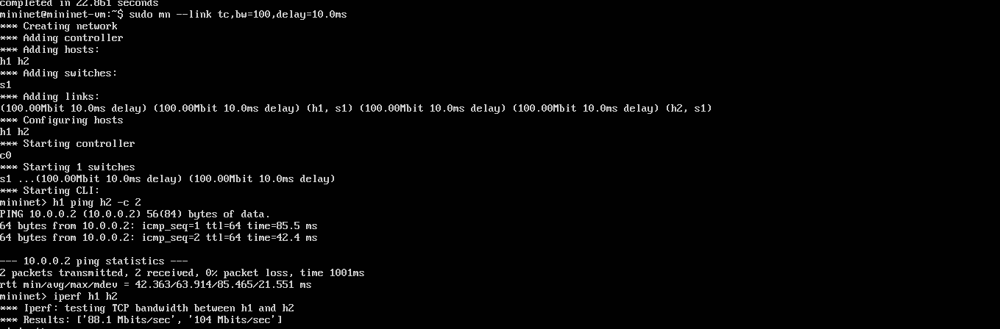 completed in 22.861 seconds
mininet@mininet-vm:~$ sudo mn --link tc,bw=100,delay=10.0ms
*** Creating network
*** Adding controller
*** Adding hosts:
h1 h2
*** Adding switches:
s1
*** Adding links:
(100.00Mbit 10.0ms delay) (100.00Mbit 10.0ms delay) (h1, s1) (100.00Mbit 10.0ms delay) (100.00Mbit 10.0ms delay) (h2, s1)
*** Configuring hosts
h1 h2
*** Starting controller
c0
*** Starting 1 switches
s1 ...(100.00Mbit 10.0ms delay) (100.00Mbit 10.0ms delay)
*** Starting CLI:
mininet> h1 ping h2 -c 2
PING 10.0.0.2 (10.0.0.2) 56(84) bytes of data.
64 bytes from 10.0.0.2: icmp_seq=1 ttl=64 time=85.5 ms
64 bytes from 10.0.0.2: icmp_seq=2 ttl=64 time=42.4 ms
--- 10.0.0.2 ping statistics ---
2 packets transmitted, 2 received, 0% packet loss, time 1001ms
rtt min/avg/max/mdev = 42.363/63.914/85.465/21.551 ms
mininet> iperf h1 h2
*** Iperf: testing TCP bandwidth between h1 and h2
*** Results: ['88.1 Mbits/sec', '104 Mbits/sec']